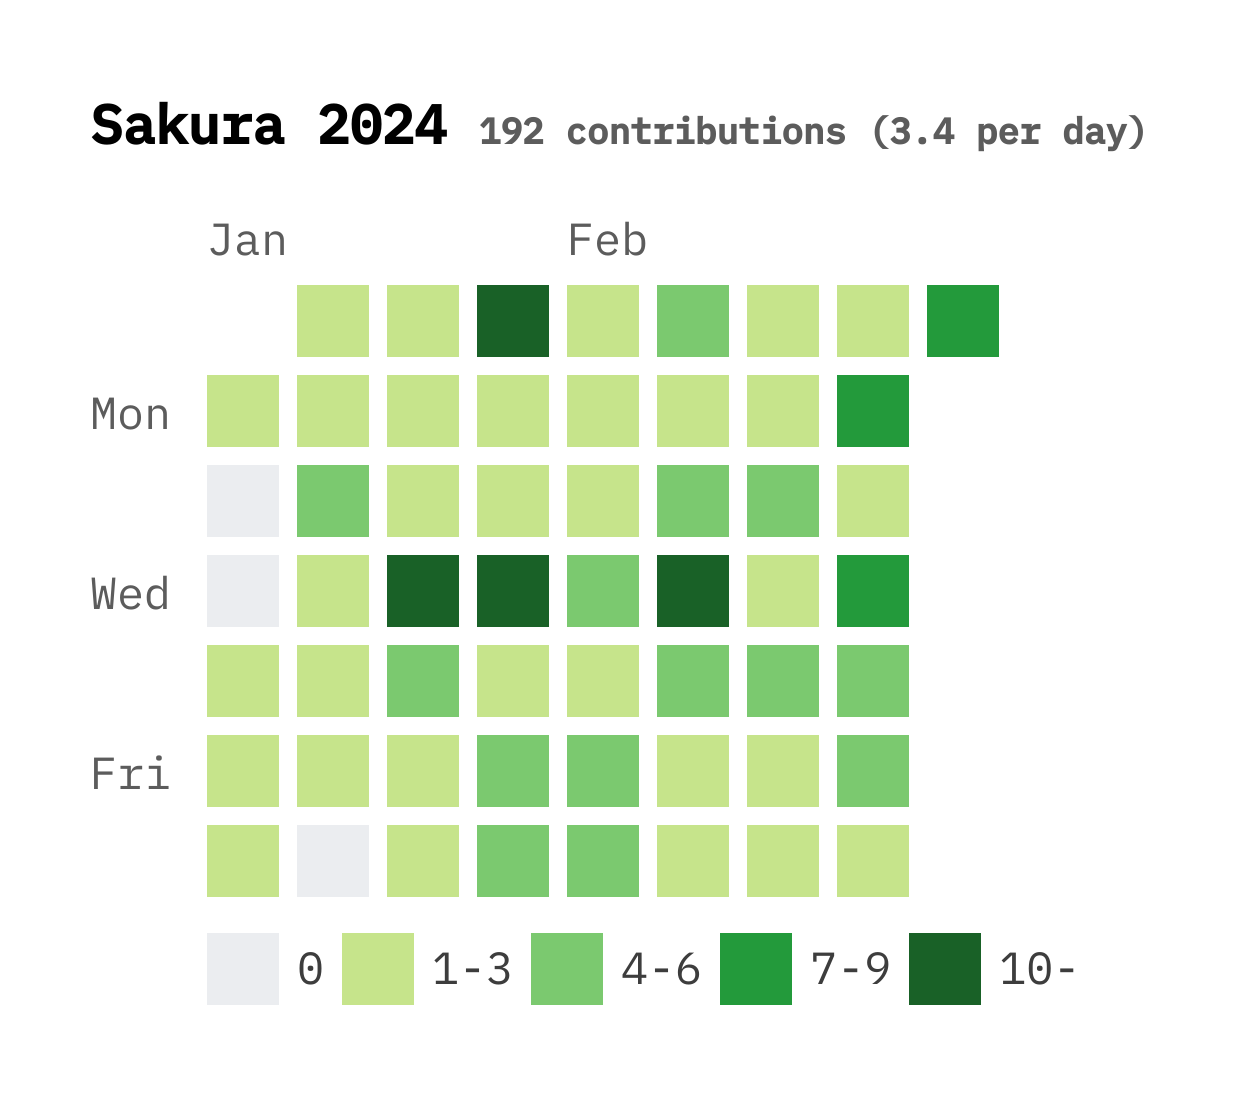 Sakura 2024 192 contributions (3.4 per day)
Jan Feb
Mon
Wed
Fri
0 1-3 4-6 7-9 10-